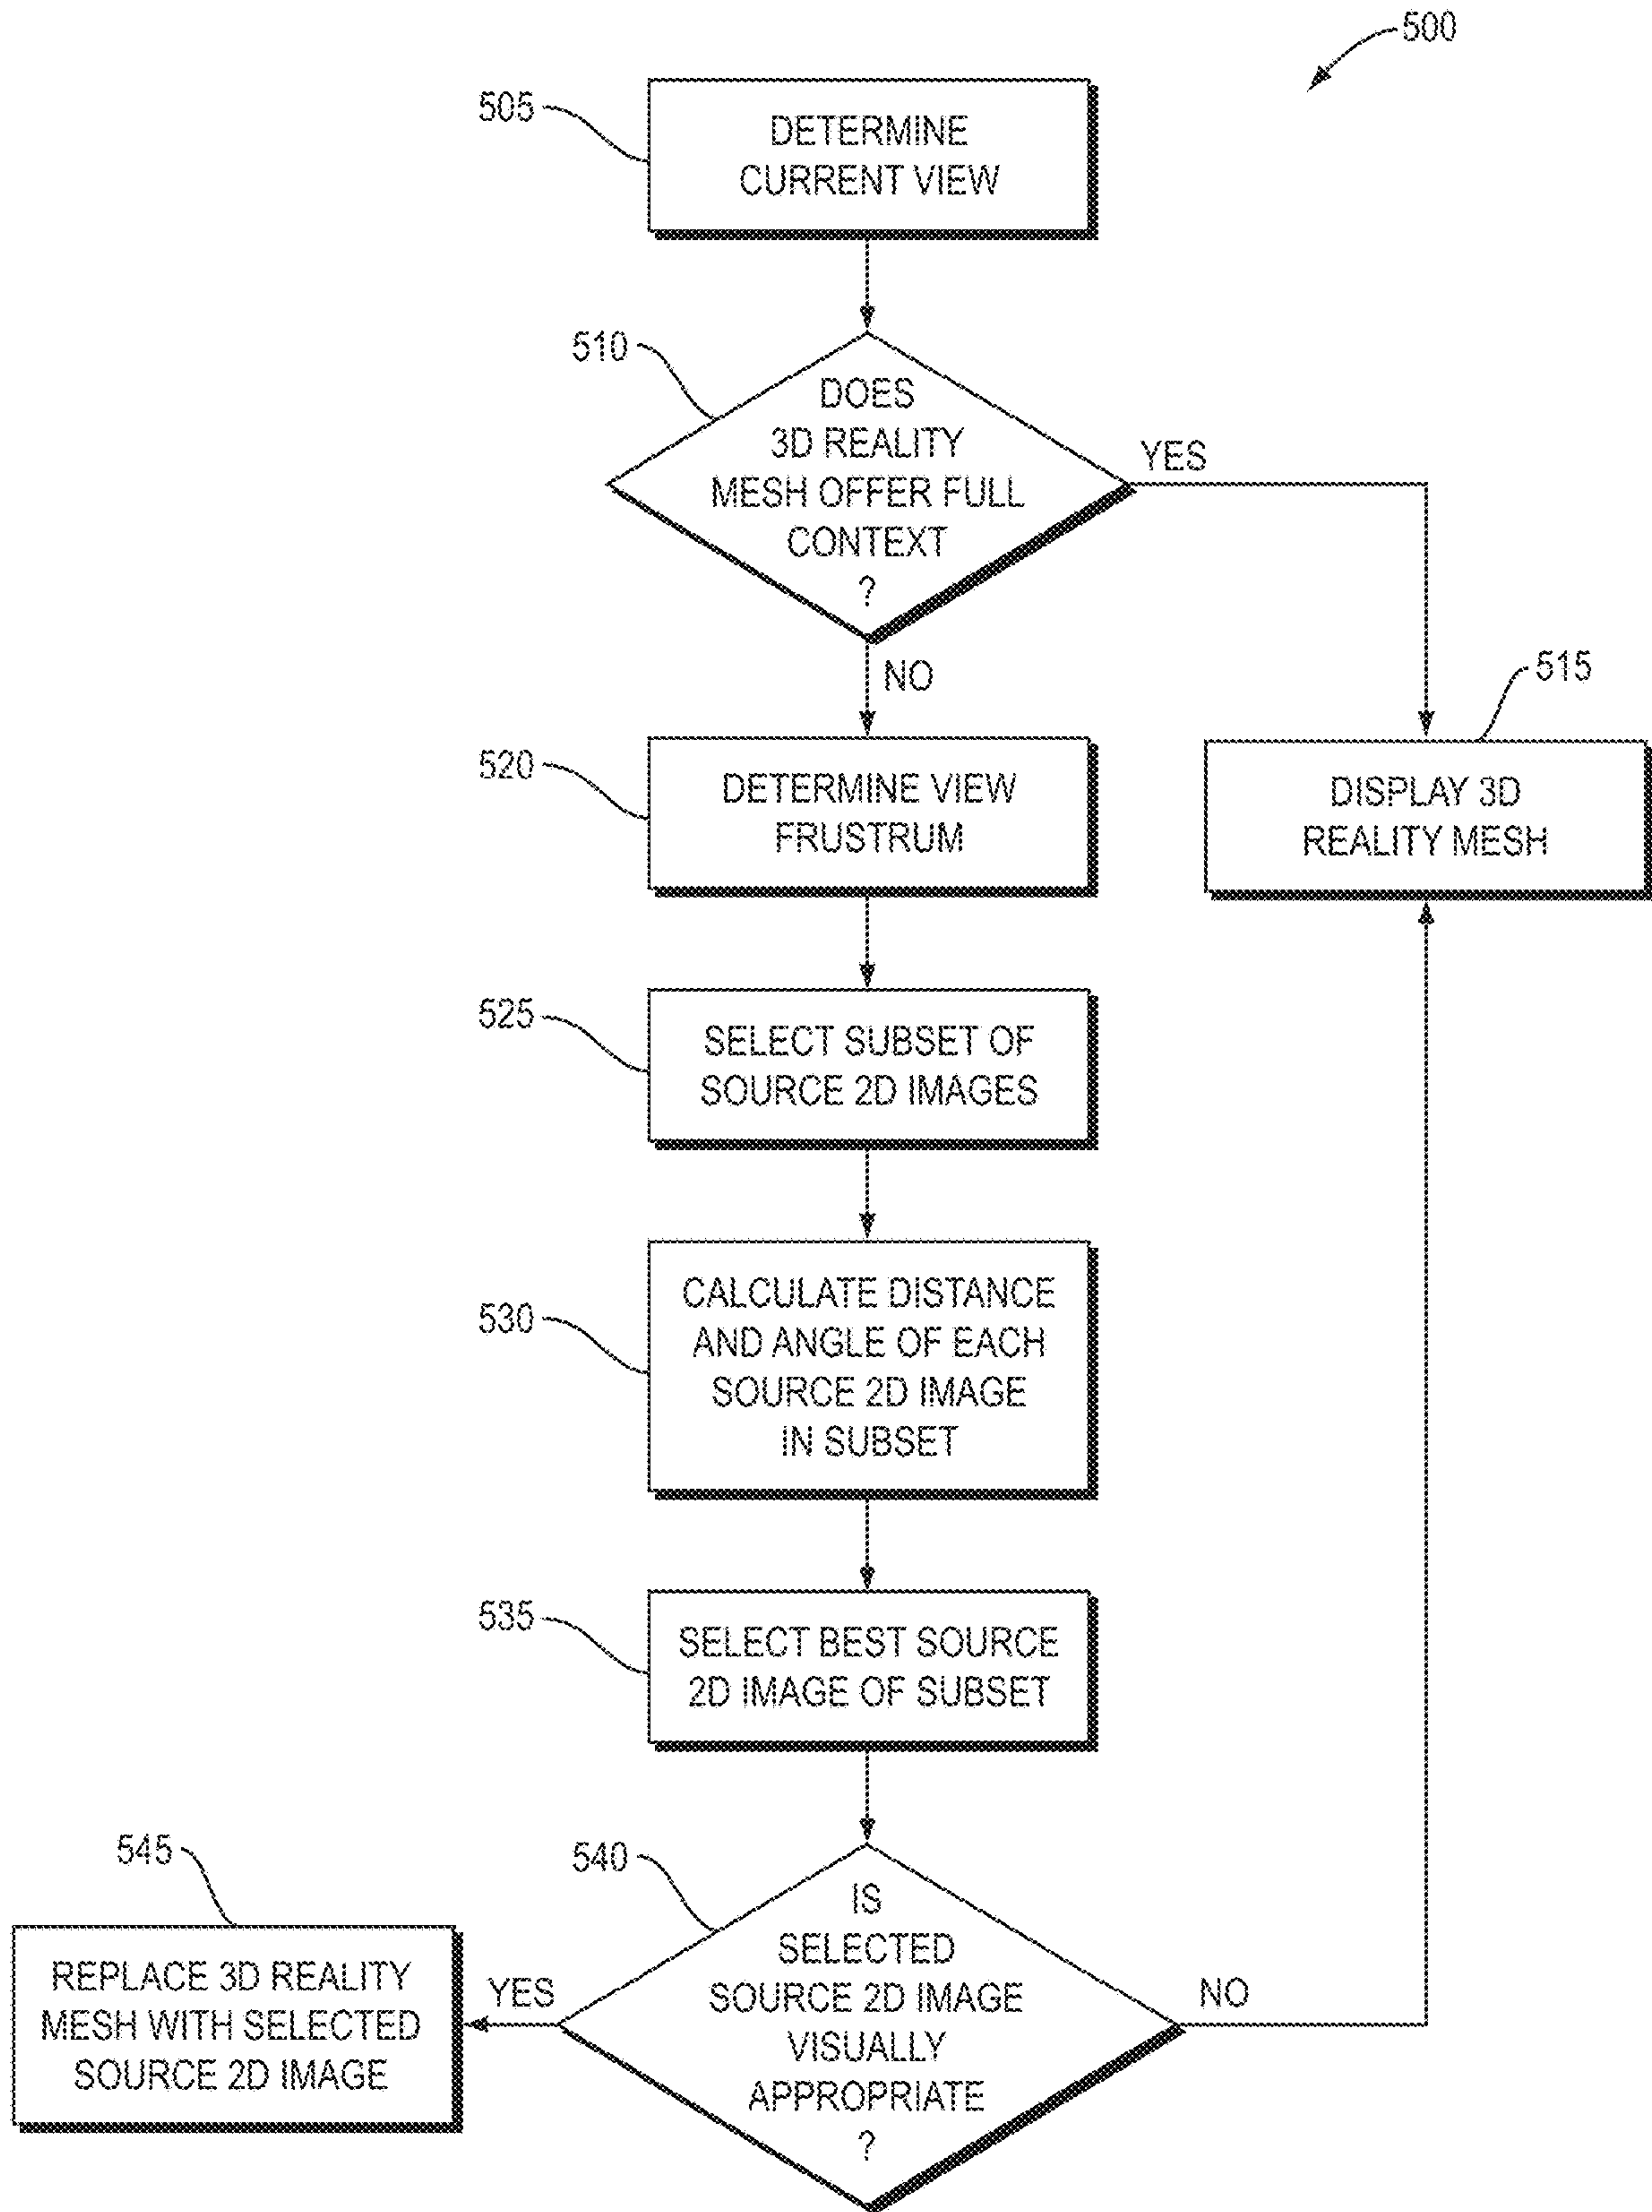 500
505
DETERMINE
CURRENT VIEW
510
DOES
3D REALITY
MESH OFFER FULL
CONTEXT
?
YES
NO
515
DISPLAY 3D
REALITY MESH
520
DETERMINE VIEW
FRUSTRUM
525
SELECT SUBSET OF
SOURCE 2D IMAGES
530
CALCULATE DISTANCE
AND ANGLE OF EACH
SOURCE 2D IMAGE
IN SUBSET
535
SELECT BEST SOURCE
2D IMAGE OF SUBSET
540
IS
SELECTED
SOURCE 2D IMAGE
VISUALLY
APPROPRIATE
?
YES
NO
545
REPLACE 3D REALITY
MESH WITH SELECTED
SOURCE 2D IMAGE